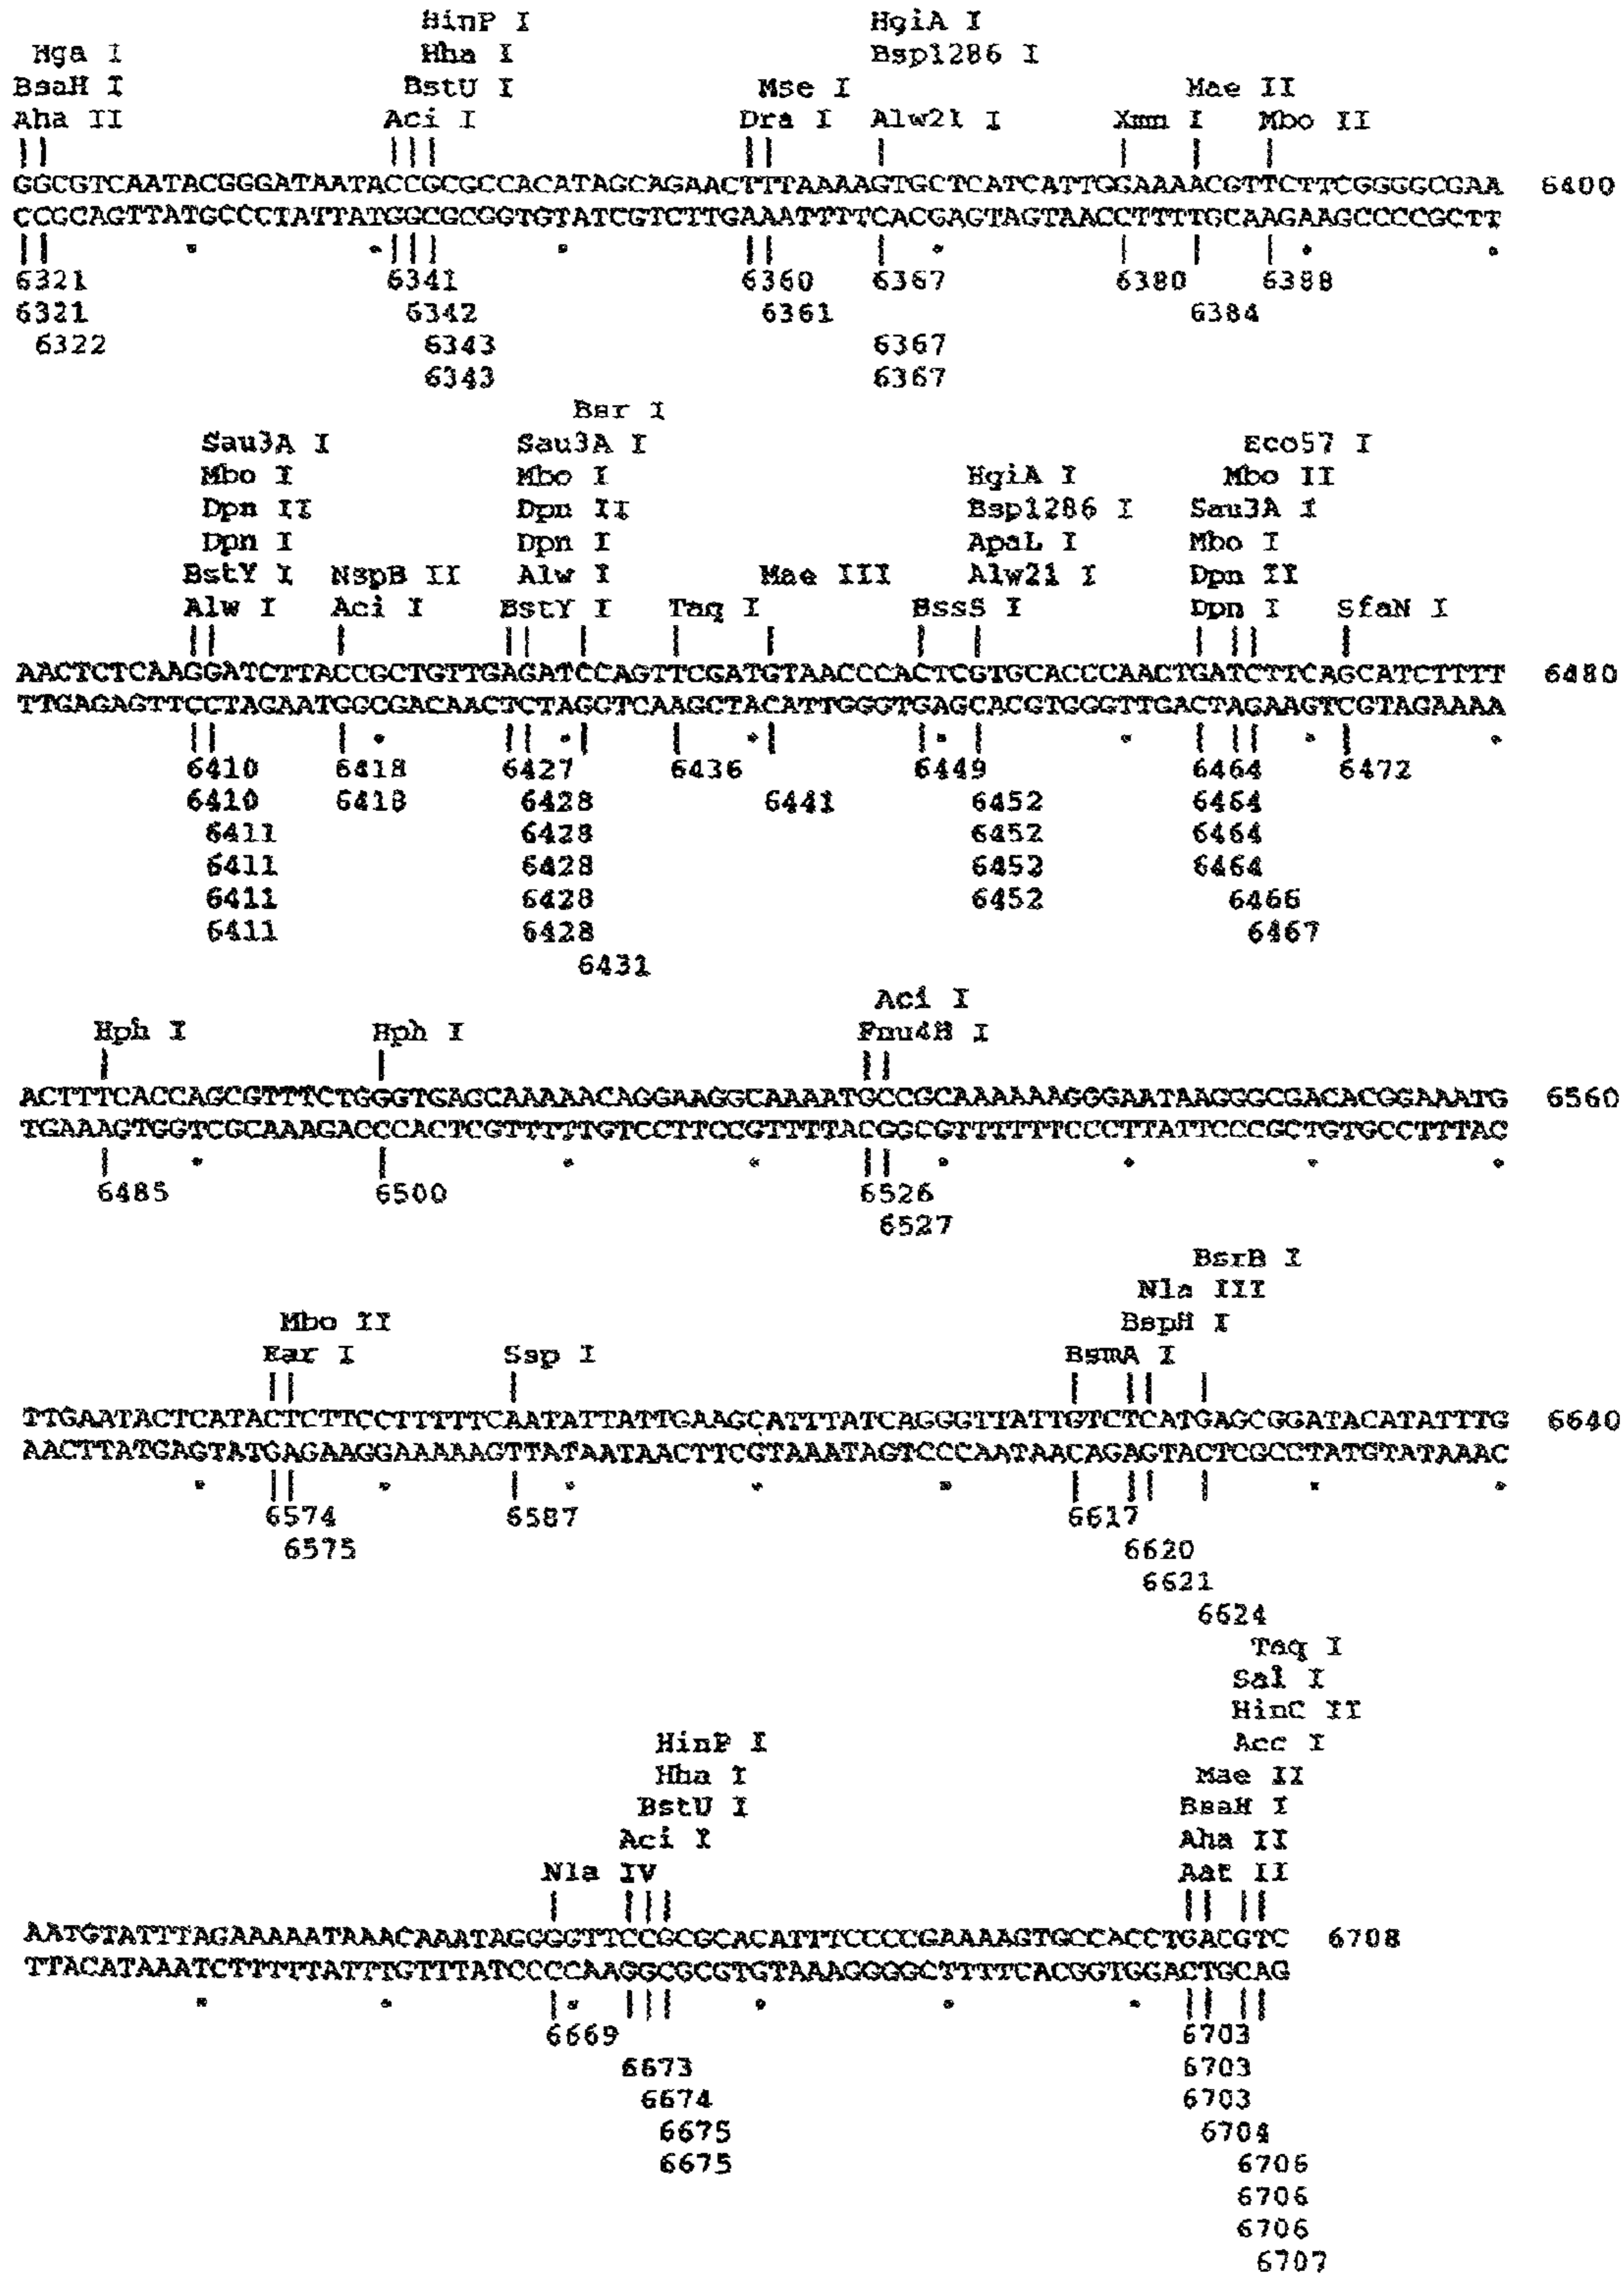 HinP I HgiA I
Hga I Hha I Bsp1286 I
BsaH I BstU I Mse I Mae II
Aha II Aci I Dra I Alw21 I Xmn I Mbo II
GGCGTCAATACGGGATAATACCGCGCCACATAGCAGAACTTTAAAAGTGCTCATCATTGGAAAACGTTCTTCGGGGCGAA 6400
CCGCAGTTATGCCCTATTATGGCGCGGTGTATCGTCTTGAAATTTTCACGAGTAGTAACCTTTTGCAAGAAGCCCCGCTT
6321 6341 6360 6367 6380 6388
6321 6342 6361 6384
6322 6343 6367
6343 6367
Bsr I
Sau3A I Sau3A I Eco57 I
Mbo I Mbo I HgiA I Mbo II
Dpn II Dpn II Bsp1286 I Sau3A I
Dpn I Dpn I ApaL I Mbo I
BstY I NspB II Alw I Mae III Alw21 I Dpn II
Alw I Aci I BstY I Taq I BssS I Dpn I SfaN I
AACTCTCAAGGATCTTACCGCTGTTGAGATCCAGTTCGATGTAACCCACTCGTGCACCCAACTGATCTTCAGCATCTTTT 6480
TTGAGAGTTCCTAGAATGGCGACAACTCTAGGTCAAGCTACATTGGGTGAGCACGTGGGTTGACTAGAAGTCGTAGAAAA
6410 6418 6427 6436 6449 6464 6472
6410 6418 6428 6441 6452 6464
6411 6428 6452 6464
6411 6428 6452 6464
6411 6428 6452 6466
6411 6428 6467
6431
Aci I
Hph I Hph I Fnu4H I
ACTTTCACCAGCGTTTCTGGGTGAGCAAAAACAGGAAGGCAAAATGCCGCAAAAAAGGGAATAAGGGCGACACGGAAATG 6560
TGAAAGTGGTCGCAAAGACCCACTCGTTTTTGTCCTTCCGTTTTACGGCGTTTTTTCCCTTATTCCCGCTGTGCCTTTAC
6485 6500 6526
6527
BsrB I
Nla III
Mbo II BspH I
Ear I Ssp I BsmA I
TTGAATACTCATACTCTTCCTTTTTCAATATTATTGAAGCATTTATCAGGGTTATTGTCTCATGAGCGGATACATATTTG 6640
AACTTATGAGTATGAGAAGGAAAAAGTTATAATAACTTCGTAAATAGTCCCAATAACAGAGTACTCGCCTATGTATAAAC
6574 6587 6617
6575 6620
6621
6624
Taq I
Sal I
HinC II
HinP I Acc I
Hha I Mae II
BstU I BsaH I
Aci I Aha II
Nla IV Aat II
AATGTATTTAGAAAAATAAACAAATAGGGGTTCCGCGCACATTTCCCCGAAAAGTGCCACCTGACGTC 6708
TTACATAAATCTTTTTATTTGTTTATCCCCAAGGCGCGTGTAAAGGGGCTTTTCACGGTGGACTGCAG
6669 6703
6673 6703
6674 6703
6675 6704
6675 6706
6706
6706
6707